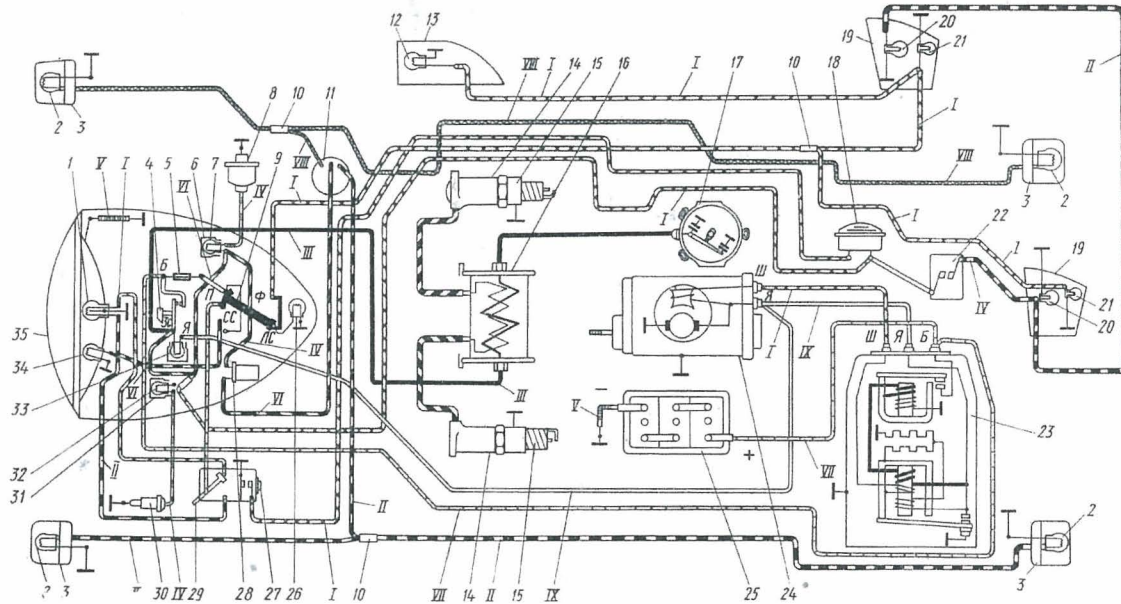 12 13 VIII I 14 15 16 I 17 10 18 19 20 21 II
2 3 8 10 11 VIII I
1 V I 4 5 6 7 VI 9 IV
I I VIII 3 2
III I 22 I 19
Б П Ф СС ЛС Я IV
Ш Я I IX Ш Я Б IV 21 20
35 34 33 VI 32 31 II VI III
− V + VII 23
2 3 II 30 IV 29 28 27 26 I 10 VII 14 II 15 IX 25 24 3 2